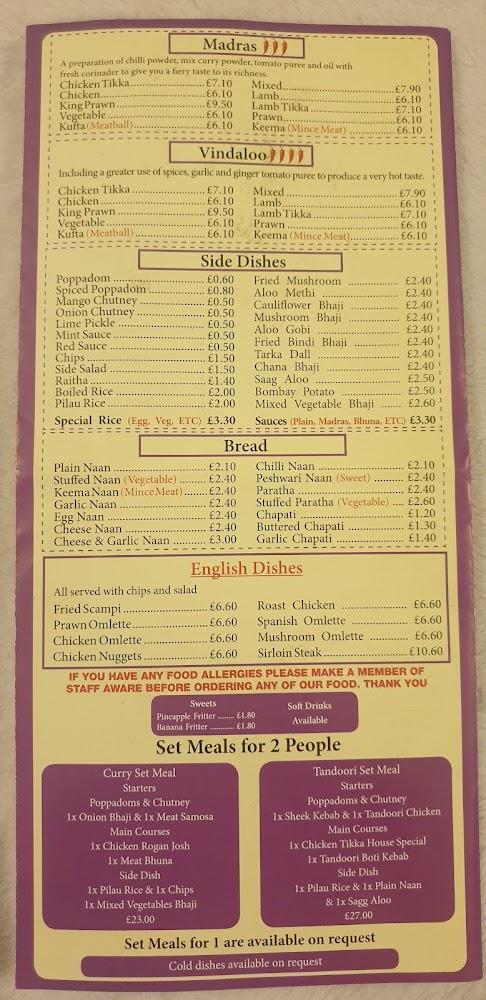 Madras
A preparation of chilli powder, mix curry powder, tomato puree and oil with
fresh corinader to give you a fiery taste to its richness.
Chicken Tikka £7.10
Chicken £6.10
King Prawn £9.50
Vegetable £6.10
Kufta (Meatball) £6.10
Mixed £7.90
Lamb £6.10
Lamb Tikka £7.10
Prawn £6.10
Keema (Mince Meat) £6.10
Vindaloo
Including a greater use of spices, garlic and ginger tomato puree to produce a very hot taste.
Chicken Tikka £7.10
Chicken £6.10
King Prawn £9.50
Vegetable £6.10
Kufta (Meatball) £6.10
Mixed £7.90
Lamb £6.10
Lamb Tikka £7.10
Prawn £6.10
Keema (Mince Meat) £6.10
Side Dishes
Poppadom £0.60
Spiced Poppadom £0.80
Mango Chutney £0.50
Onion Chutney £0.50
Lime Pickle £0.50
Mint Sauce £0.50
Red Sauce £0.50
Chips £1.50
Side Salad £1.50
Raitha £1.40
Boiled Rice £2.00
Pilau Rice £2.00
Special Rice (Egg, Veg, ETC) £3.30
Fried Mushroom £2.40
Aloo Methi £2.40
Cauliflower Bhaji £2.40
Mushroom Bhaji £2.40
Aloo Gobi £2.40
Fried Bindi Bhaji £2.40
Tarka Dall £2.40
Chana Bhaji £2.40
Saag Aloo £2.50
Bombay Potato £2.50
Mixed Vegetable Bhaji £2.60
Sauces (Plain, Madras, Bhuna, ETC) £3.30
Bread
Plain Naan £2.10
Stuffed Naan (Vegetable) £2.40
Keema Naan (Mince Meat) £2.40
Garlic Naan £2.40
Egg Naan £2.40
Cheese Naan £2.40
Cheese & Garlic Naan £3.00
Chilli Naan £2.10
Peshwari Naan (Sweet) £2.40
Paratha £2.40
Stuffed Paratha (Vegetable) £2.60
Chapati £1.20
Buttered Chapati £1.30
Garlic Chapati £1.40
English Dishes
All served with chips and salad
Fried Scampi £6.60
Prawn Omlette £6.60
Chicken Omlette £6.60
Chicken Nuggets £6.60
Roast Chicken £6.60
Spanish Omlette £6.60
Mushroom Omlette £6.60
Sirloin Steak £10.60
IF YOU HAVE ANY FOOD ALLERGIES PLEASE MAKE A MEMBER OF
STAFF AWARE BEFORE ORDERING ANY OF OUR FOOD. THANK YOU
Sweets
Pineapple Fritter £1.80
Banana Fritter £1.80
Soft Drinks
Available
Set Meals for 2 People
Curry Set Meal
Starters
Poppadoms & Chutney
1x Onion Bhaji & 1x Meat Samosa
Main Courses
1x Chicken Rogan Josh
1x Meat Bhuna
Side Dish
1x Pilau Rice & 1x Chips
1x Mixed Vegetables Bhaji
£23.00
Tandoori Set Meal
Starters
Poppadoms & Chutney
1x Sheek Kebab & 1x Tandoori Chicken
Main Courses
1x Chicken Tikka House Special
1x Tandoori Boti Kebab
Side Dish
1x Pilau Rice & 1x Plain Naan
& 1x Sagg Aloo
£27.00
Set Meals for 1 are available on request
Cold dishes available on request